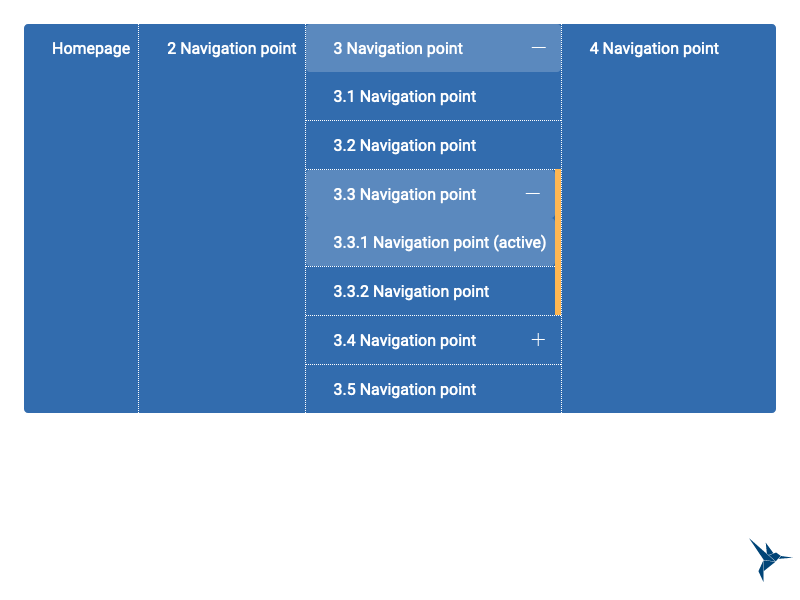 Homepage
2 Navigation point
3 Navigation point
3.1 Navigation point
3.2 Navigation point
3.3 Navigation point
3.3.1 Navigation point (active)
3.3.2 Navigation point
3.4 Navigation point
3.5 Navigation point
4 Navigation point